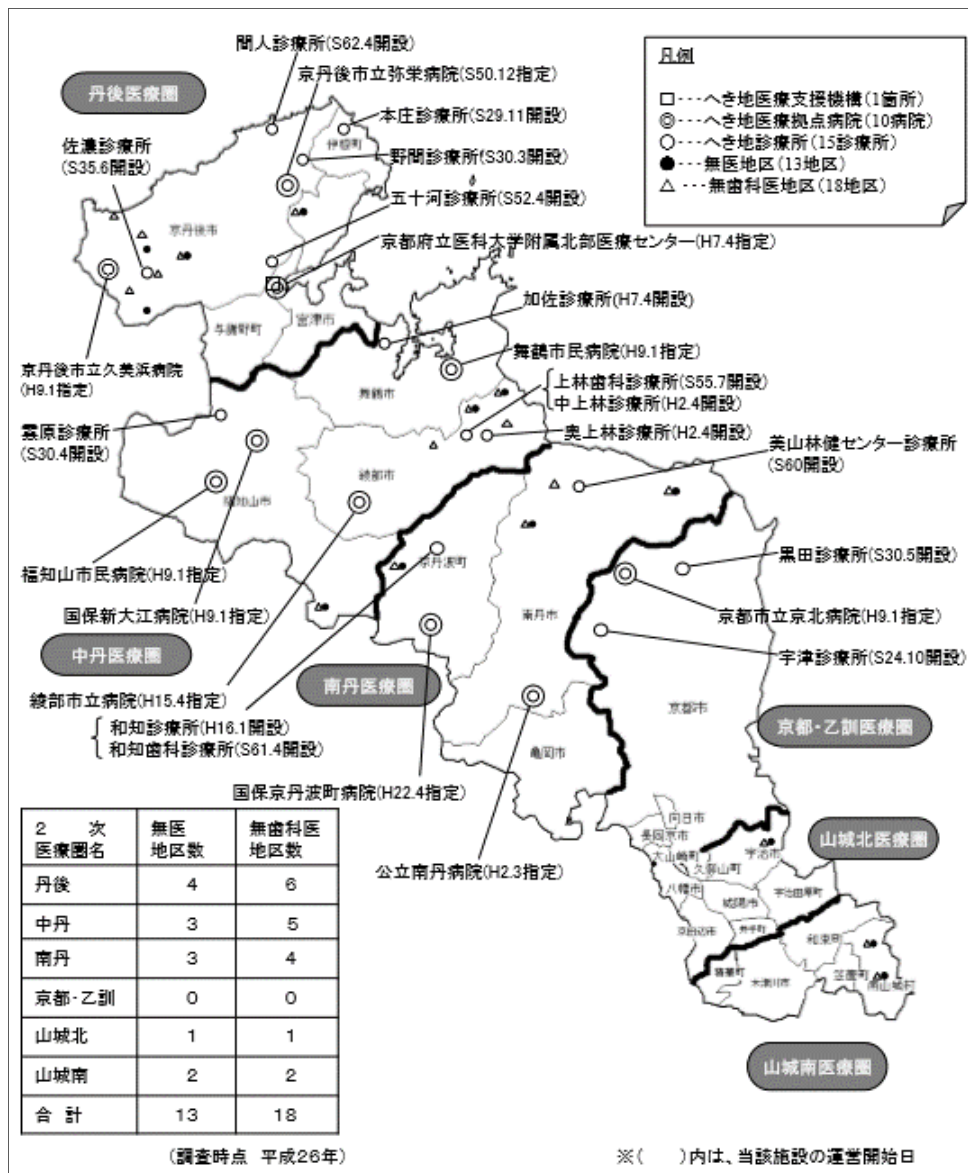 間人診療所(S62.4開設)
京丹後市立弥栄病院(S50.12指定)
丹後医療圏
本庄診療所(S29.11開設)
伊根町
佐濃診療所
(S35.6開設)
野間診療所(S30.3開設)
五十河診療所(S52.4開設)
京丹後市
京都府立医科大学附属北部医療センター(H7.4指定)
凡例
□･･･へき地医療支援機構(1箇所)
◎･･･へき地医療拠点病院(10病院)
○･･･へき地診療所(15診療所)
●･･･無医地区(13地区)
△･･･無歯科医地区(18地区)
加佐診療所(H7.4開設)
宮津市
与謝野町
京丹後市立久美浜病院
(H9.1指定)
舞鶴市民病院(H9.1指定)
舞鶴市
上林歯科診療所(S55.7開設)
中上林診療所(H2.4開設)
雲原診療所
(S30.4開設)
奥上林診療所(H2.4開設)
美山林健センター診療所
(S60開設)
綾部市
福知山市
黒田診療所(S30.5開設)
京丹波町
福知山市民病院(H9.1指定)
国保新大江病院(H9.1指定)
京都市立京北病院(H9.1指定)
南丹市
中丹医療圏
宇津診療所(S24.10開設)
南丹医療圏
綾部市立病院(H15.4指定)
京都市
京都・乙訓医療圏
和知診療所(H16.1開設)
和知歯科診療所(S61.4開設)
亀岡市
国保京丹波町病院(H22.4指定)
公立南丹病院(H2.3指定)
向日市
長岡京市
大山崎町
宇治市
久御山町
山城北医療圏
八幡市
城陽市
宇治田原町
京田辺市
井手町
和束町
精華町
木津川市
笠置町
南山城村
山城南医療圏
2 次
医療圏名
無医
地区数
無歯科医
地区数
丹後 4 6
中丹 3 5
南丹 3 4
京都・乙訓 0 0
山城北 1 1
山城南 2 2
合 計 13 18
(調査時点 平成26年)
※( )内は、当該施設の運営開始日